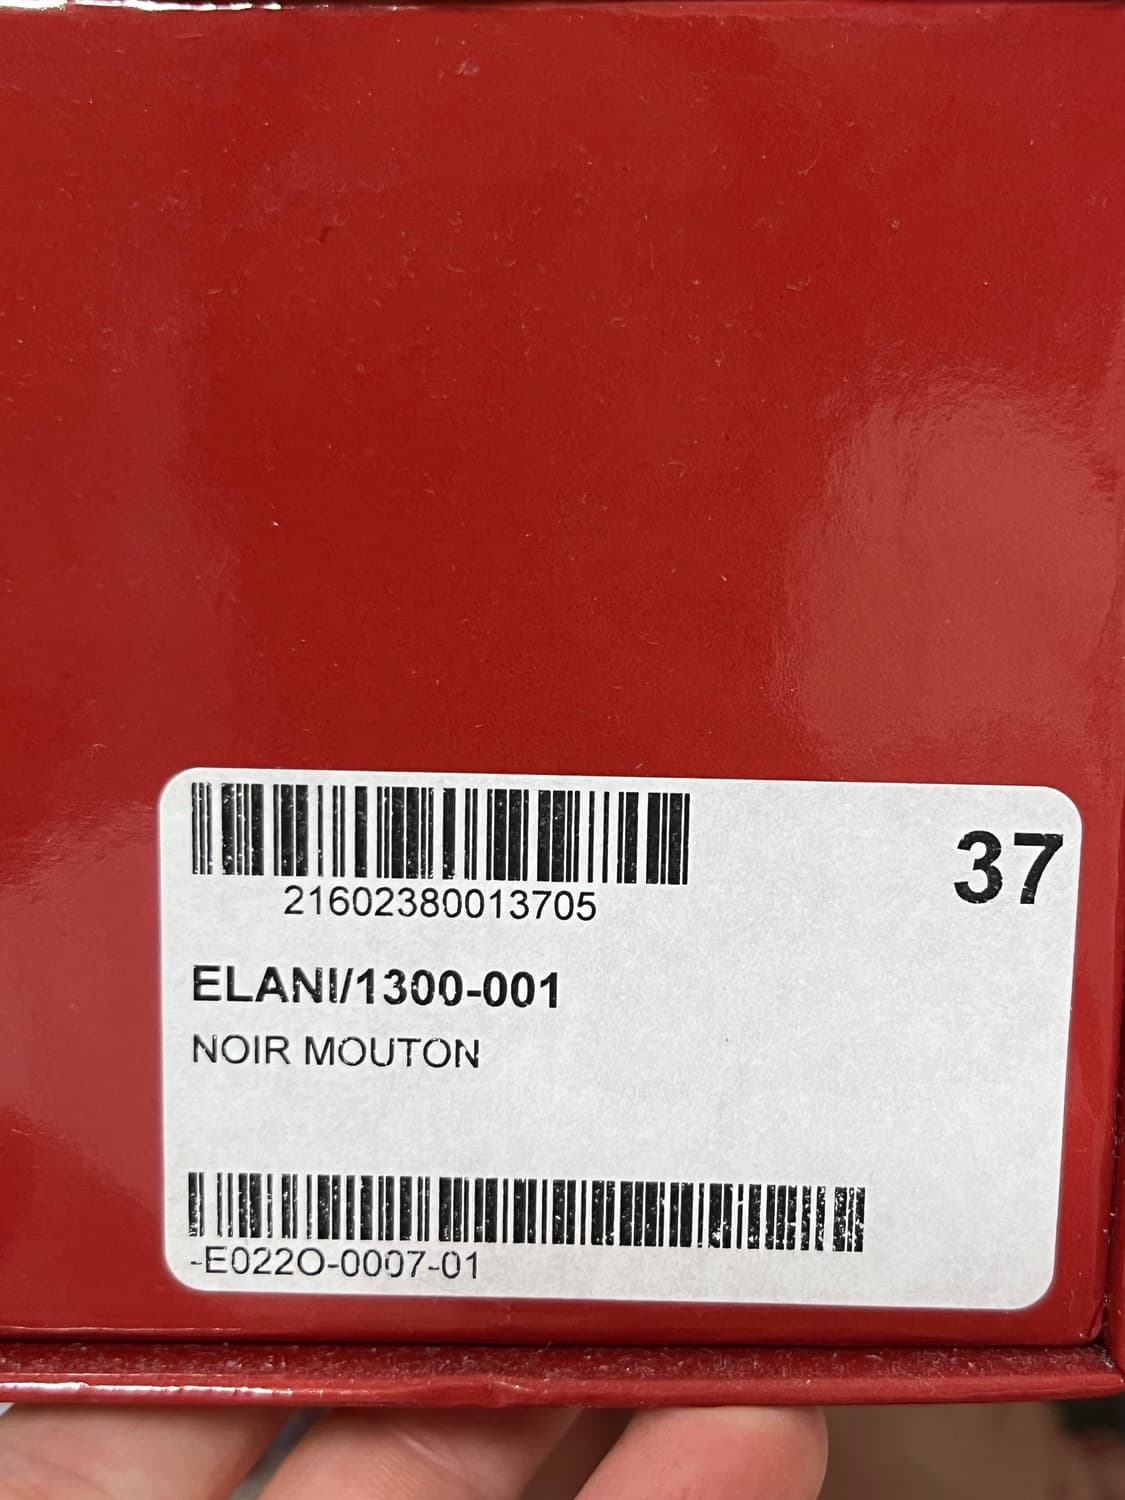 37
21602380013705
ELANI/1300-001
NOIR MOUTON
-E022O-0007-01